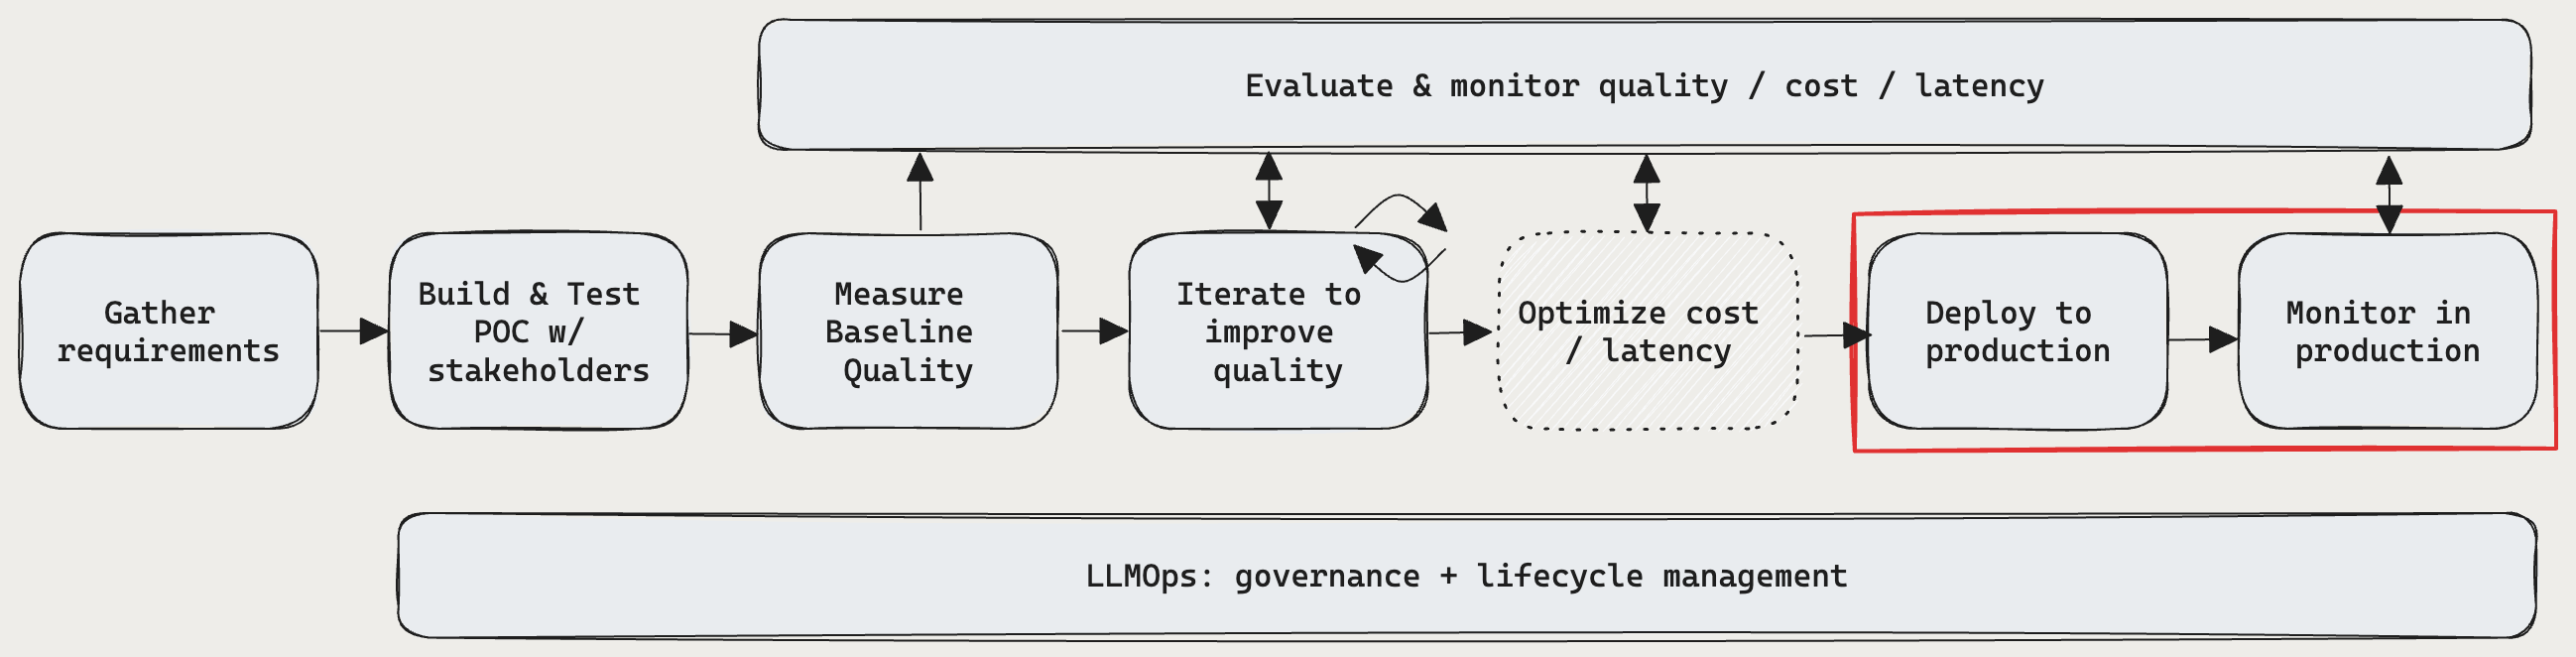 Evaluate & monitor quality / cost / latency
Gather
requirements
Build & Test
POC w/
stakeholders
Measure
Baseline
Quality
Iterate to
improve
quality
Optimize cost
/ latency
Deploy to
production
Monitor in
production
LLMOps: governance + lifecycle management